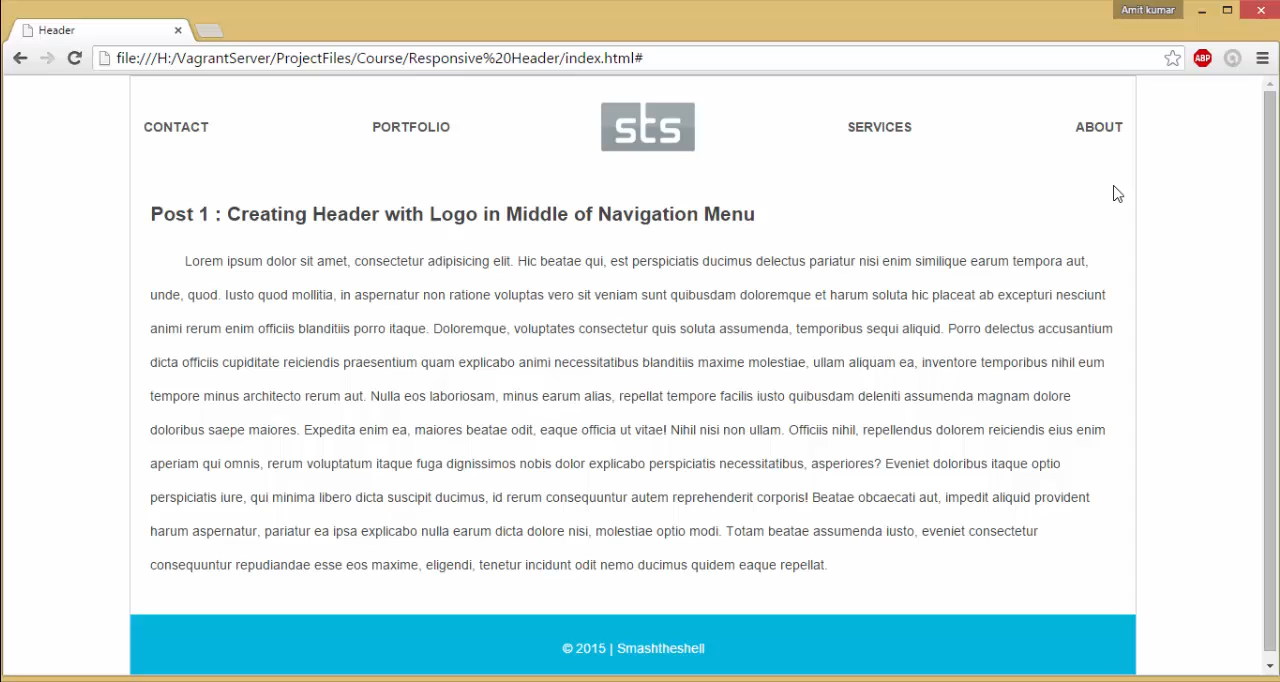 Amit kumar
Header
file:///H:/VagrantServer/ProjectFiles/Course/Responsive%20Header/index.html#
ABP
CONTACT PORTFOLIO sts SERVICES ABOUT
Post 1 : Creating Header with Logo in Middle of Navigation Menu
Lorem ipsum dolor sit amet, consectetur adipisicing elit. Hic beatae qui, est perspiciatis ducimus delectus pariatur nisi enim similique earum tempora aut,
unde, quod. Iusto quod mollitia, in aspernatur non ratione voluptas vero sit veniam sunt quibusdam doloremque et harum soluta hic placeat ab excepturi nesciunt
animi rerum enim officiis blanditiis porro itaque. Doloremque, voluptates consectetur quis soluta assumenda, temporibus sequi aliquid. Porro delectus accusantium
dicta officiis cupiditate reiciendis praesentium quam explicabo animi necessitatibus blanditiis maxime molestiae, ullam aliquam ea, inventore temporibus nihil eum
tempore minus architecto rerum aut. Nulla eos laboriosam, minus earum alias, repellat tempore facilis iusto quibusdam deleniti assumenda magnam dolore
doloribus saepe maiores. Expedita enim ea, maiores beatae odit, eaque officia ut vitae! Nihil nisi non ullam. Officiis nihil, repellendus dolorem reiciendis eius enim
aperiam qui omnis, rerum voluptatum itaque fuga dignissimos nobis dolor explicabo perspiciatis necessitatibus, asperiores? Eveniet doloribus itaque optio
perspiciatis iure, qui minima libero dicta suscipit ducimus, id rerum consequuntur autem reprehenderit corporis! Beatae obcaecati aut, impedit aliquid provident
harum aspernatur, pariatur ea ipsa explicabo nulla earum dicta dolore nisi, molestiae optio modi. Totam beatae assumenda iusto, eveniet consectetur
consequuntur repudiandae esse eos maxime, eligendi, tenetur incidunt odit nemo ducimus quidem eaque repellat.
© 2015 | Smashtheshell